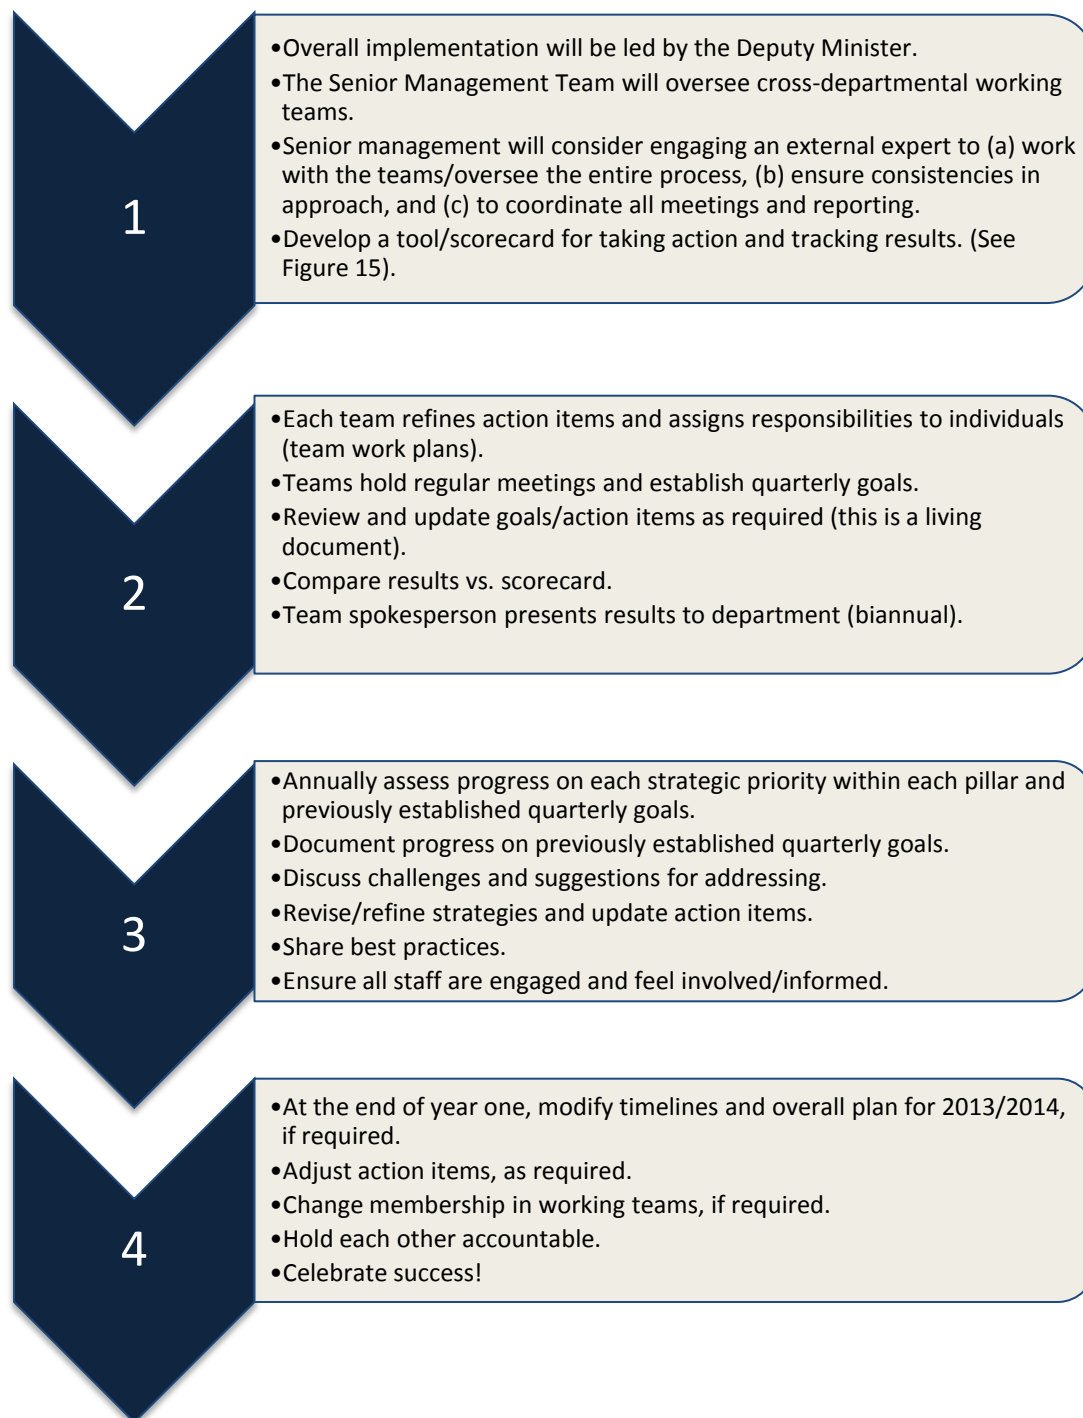 1
•Overall implementation will be led by the Deputy Minister.
•The Senior Management Team will oversee cross-departmental working
teams.
•Senior management will consider engaging an external expert to (a) work
with the teams/oversee the entire process, (b) ensure consistencies in
approach, and (c) to coordinate all meetings and reporting.
•Develop a tool/scorecard for taking action and tracking results. (See
Figure 15).
2
•Each team refines action items and assigns responsibilities to individuals
(team work plans).
•Teams hold regular meetings and establish quarterly goals.
•Review and update goals/action items as required (this is a living
document).
•Compare results vs. scorecard.
•Team spokesperson presents results to department (biannual).
3
•Annually assess progress on each strategic priority within each pillar and
previously established quarterly goals.
•Document progress on previously established quarterly goals.
•Discuss challenges and suggestions for addressing.
•Revise/refine strategies and update action items.
•Share best practices.
•Ensure all staff are engaged and feel involved/informed.
4
•At the end of year one, modify timelines and overall plan for 2013/2014,
if required.
•Adjust action items, as required.
•Change membership in working teams, if required.
•Hold each other accountable.
•Celebrate success!